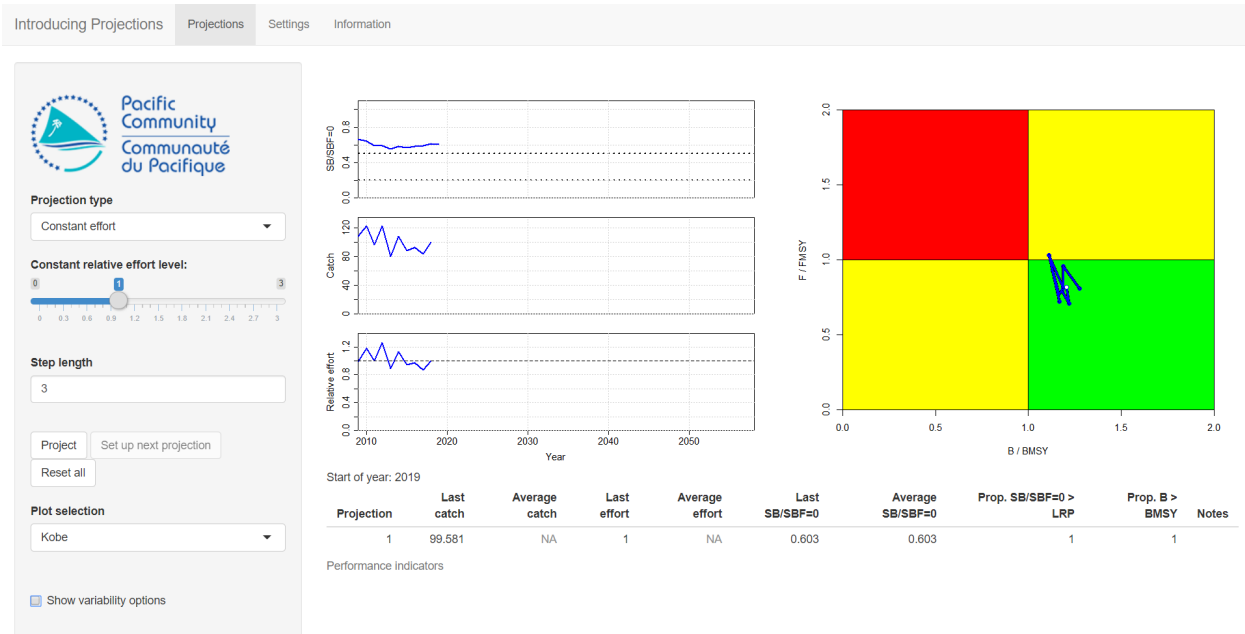 Introducing Projections Projections Settings Information
Pacific
Community
Communauté
du Pacifique
Projection type
Constant effort
Constant relative effort level:
0 1 3
0 0.3 0.6 0.9 1.2 1.5 1.8 2.1 2.4 2.7 3
Step length
3
Project Set up next projection
Reset all
Plot selection
Kobe
Show variability options
SB/SBF=0
0.0 0.4 0.8
Catch
0 40 80 120
Relative effort
0.0 0.4 0.8 1.2
2010 2020 2030 2040 2050
Year
F / FMSY
0.0 0.5 1.0 1.5 2.0
0.0 0.5 1.0 1.5 2.0
B / BMSY
Start of year: 2019
Projection Last catch Average catch Last effort Average effort Last SB/SBF=0 Average SB/SBF=0 Prop. SB/SBF=0 > LRP Prop. B > BMSY Notes
1 99.581 NA 1 NA 0.603 0.603 1 1
Performance indicators